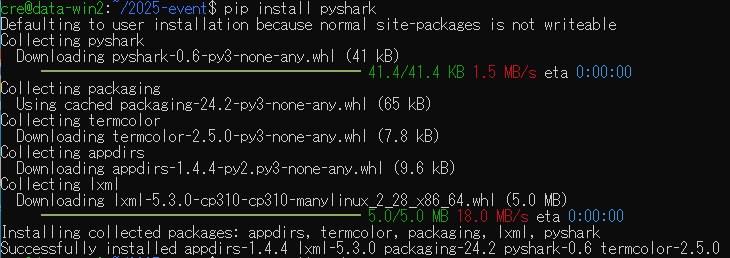 cre@data-win2:~/2025-event$ pip install pyshark
Defaulting to user installation because normal site-packages is not writeable
Collecting pyshark
  Downloading pyshark-0.6-py3-none-any.whl (41 kB)
     ━━━━━━━━━━━━━━━━━━━━━━━━━━━━━━━━━━━━━━━━ 41.4/41.4 KB 1.5 MB/s eta 0:00:00
Collecting packaging
  Using cached packaging-24.2-py3-none-any.whl (65 kB)
Collecting termcolor
  Downloading termcolor-2.5.0-py3-none-any.whl (7.8 kB)
Collecting appdirs
  Downloading appdirs-1.4.4-py2.py3-none-any.whl (9.6 kB)
Collecting lxml
  Downloading lxml-5.3.0-cp310-cp310-manylinux_2_28_x86_64.whl (5.0 MB)
     ━━━━━━━━━━━━━━━━━━━━━━━━━━━━━━━━━━━━━━━━ 5.0/5.0 MB 18.0 MB/s eta 0:00:00
Installing collected packages: appdirs, termcolor, packaging, lxml, pyshark
Successfully installed appdirs-1.4.4 lxml-5.3.0 packaging-24.2 pyshark-0.6 termcolor-2.5.0